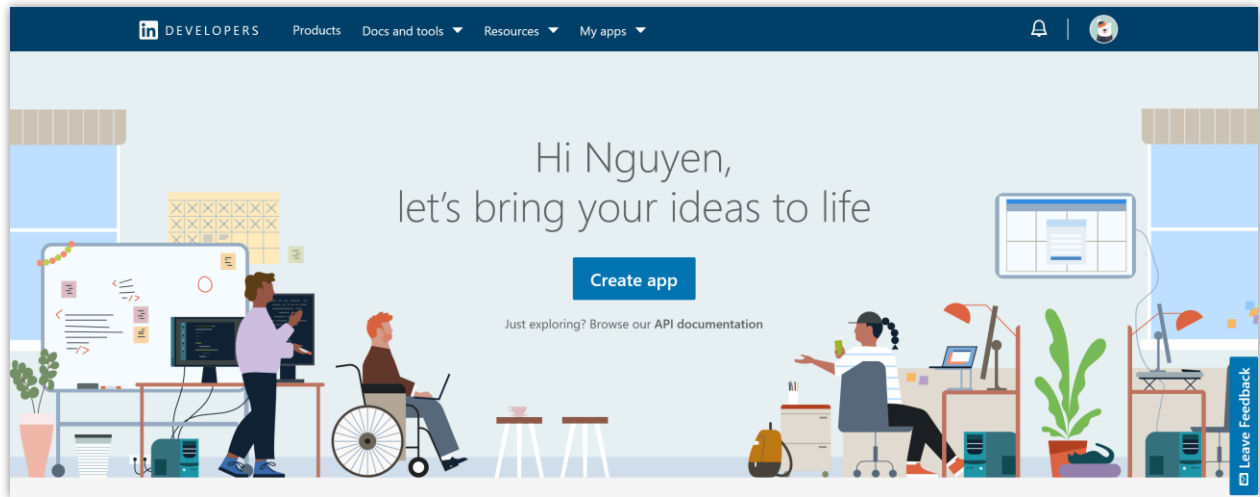 in DEVELOPERS Products Docs and tools Resources My apps
Hi Nguyen,
let's bring your ideas to life
Create app
Just exploring? Browse our API documentation
Leave Feedback